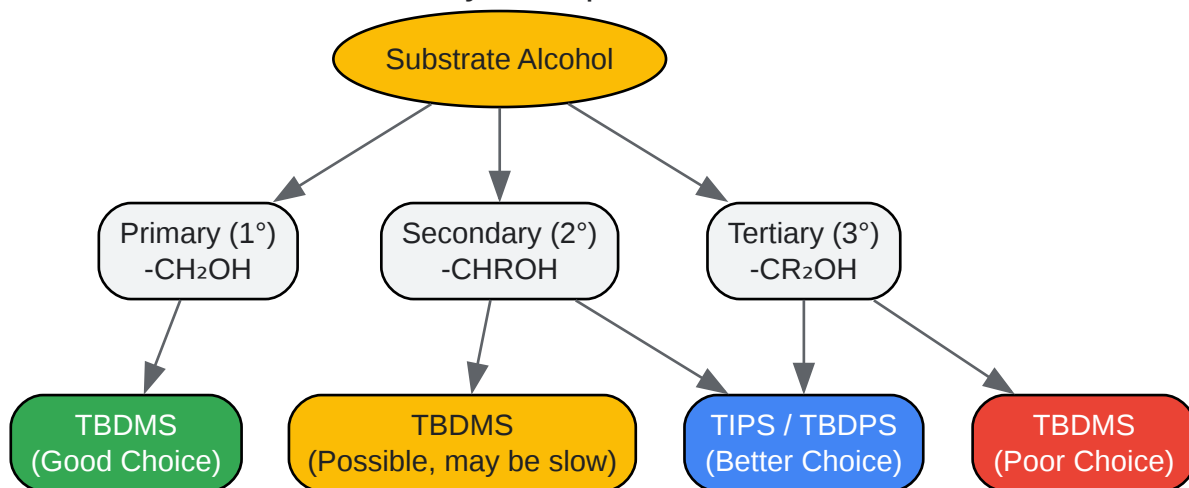 Substrate Alcohol
Primary (1°)
-CH₂OH
Secondary (2°)
-CHROH
Tertiary (3°)
-CR₂OH
TBDMS
(Good Choice)
TBDMS
(Possible, may be slow)
TIPS / TBDPS
(Better Choice)
TBDMS
(Poor Choice)